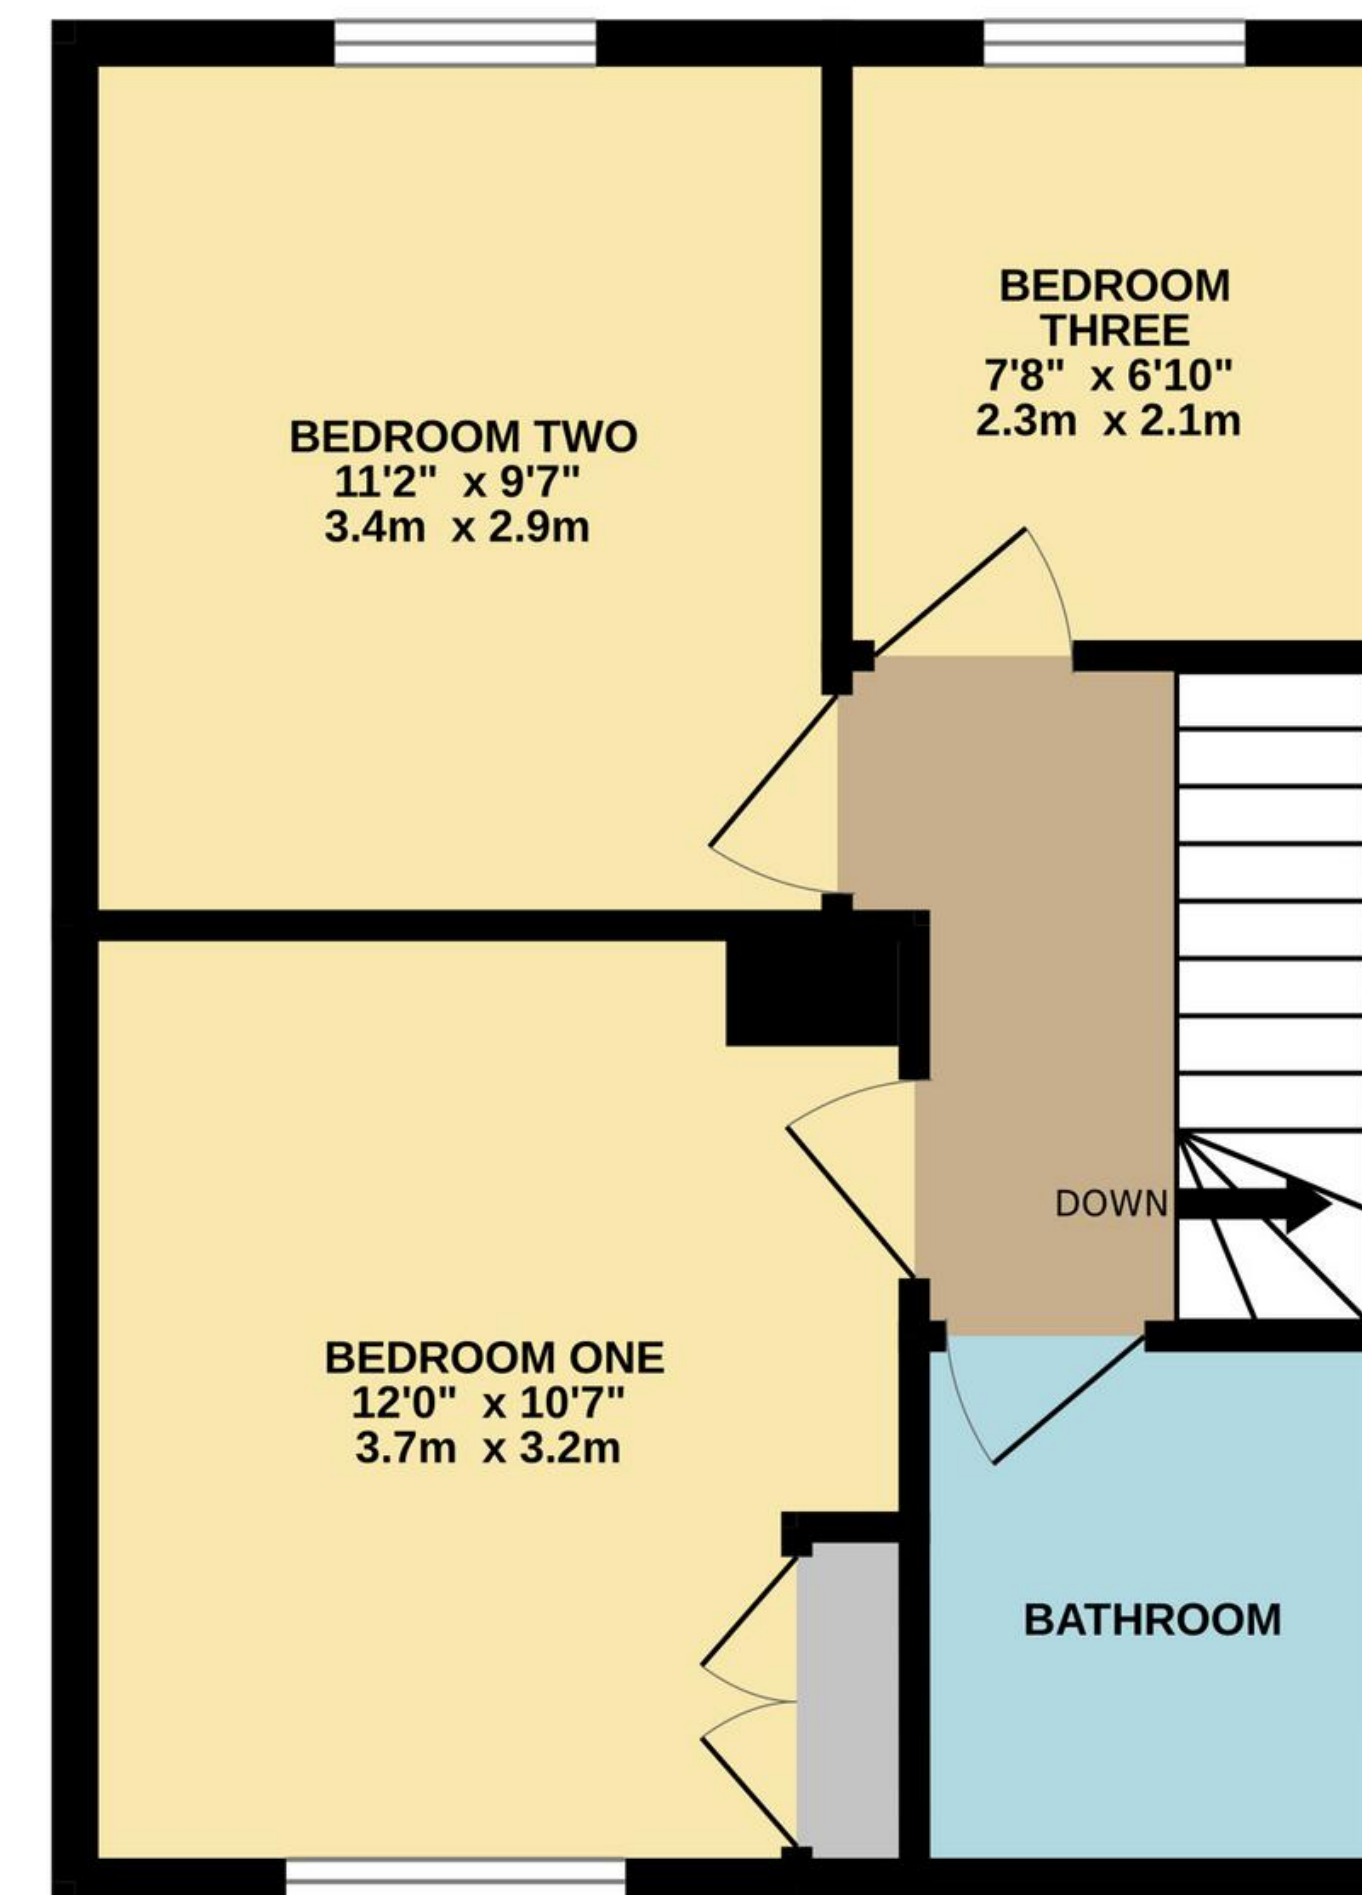 BEDROOM TWO
11'2" x 9'7"
3.4m x 2.9m
BEDROOM
THREE
7'8" x 6'10"
2.3m x 2.1m
DOWN
BEDROOM ONE
12'0" x 10'7"
3.7m x 3.2m
BATHROOM